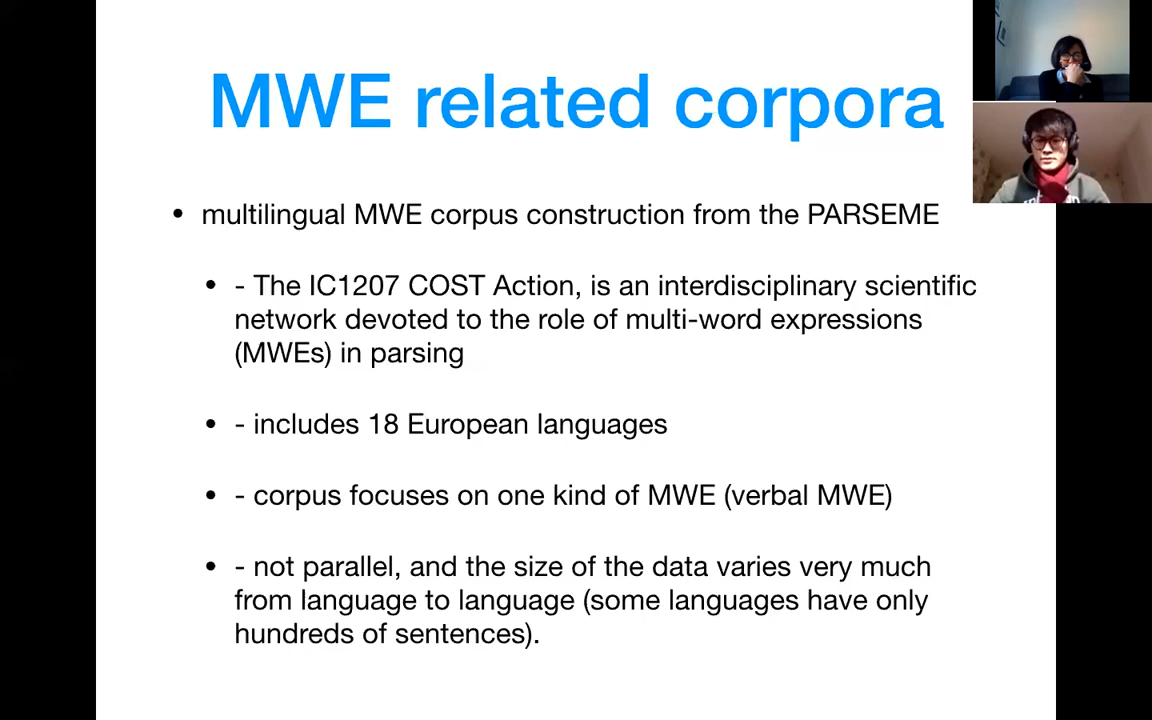 MWE related corpora
• multilingual MWE corpus construction from the PARSEME
• - The IC1207 COST Action, is an interdisciplinary scientific
network devoted to the role of multi-word expressions
(MWEs) in parsing
• - includes 18 European languages
• - corpus focuses on one kind of MWE (verbal MWE)
• - not parallel, and the size of the data varies very much
from language to language (some languages have only
hundreds of sentences).